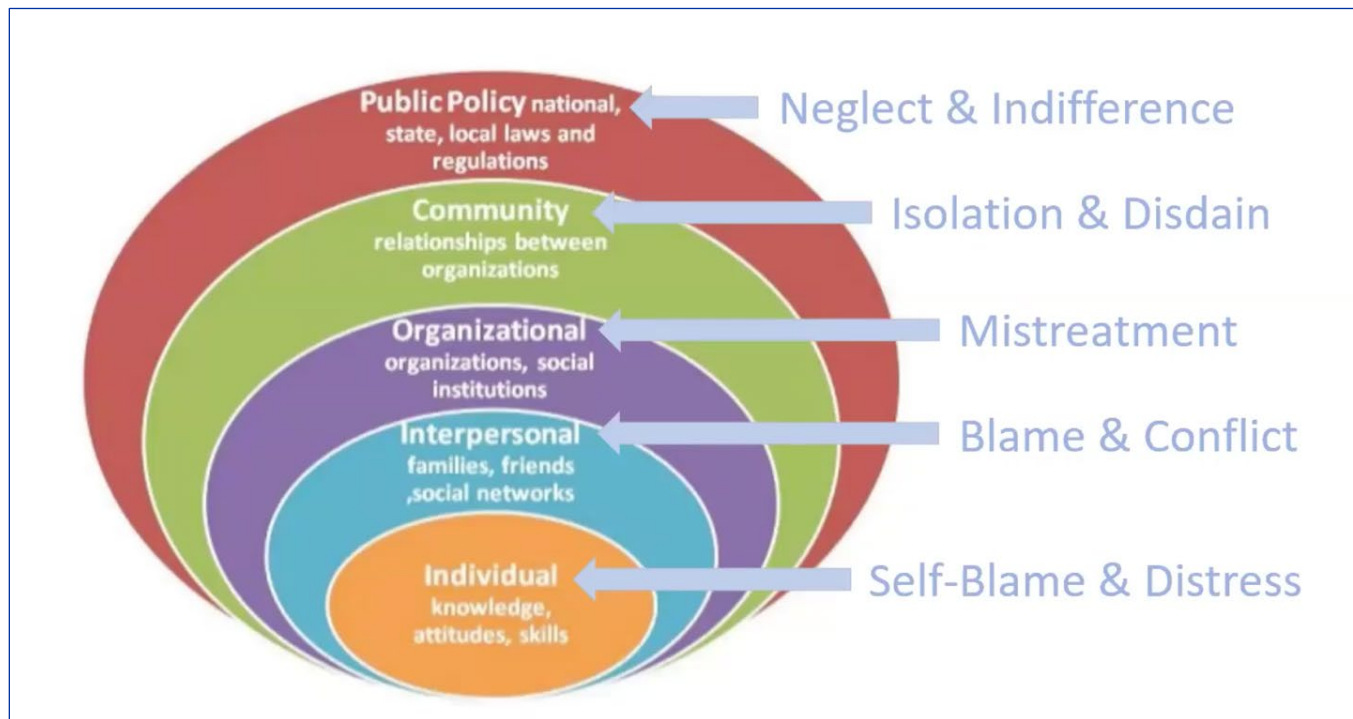 Public Policy national,
state, local laws and
regulations
Neglect & Indifference
Community
relationships between
organizations
Isolation & Disdain
Organizational
organizations, social
institutions
Mistreatment
Interpersonal
families, friends
,social networks
Blame & Conflict
Individual
knowledge,
attitudes, skills
Self-Blame & Distress